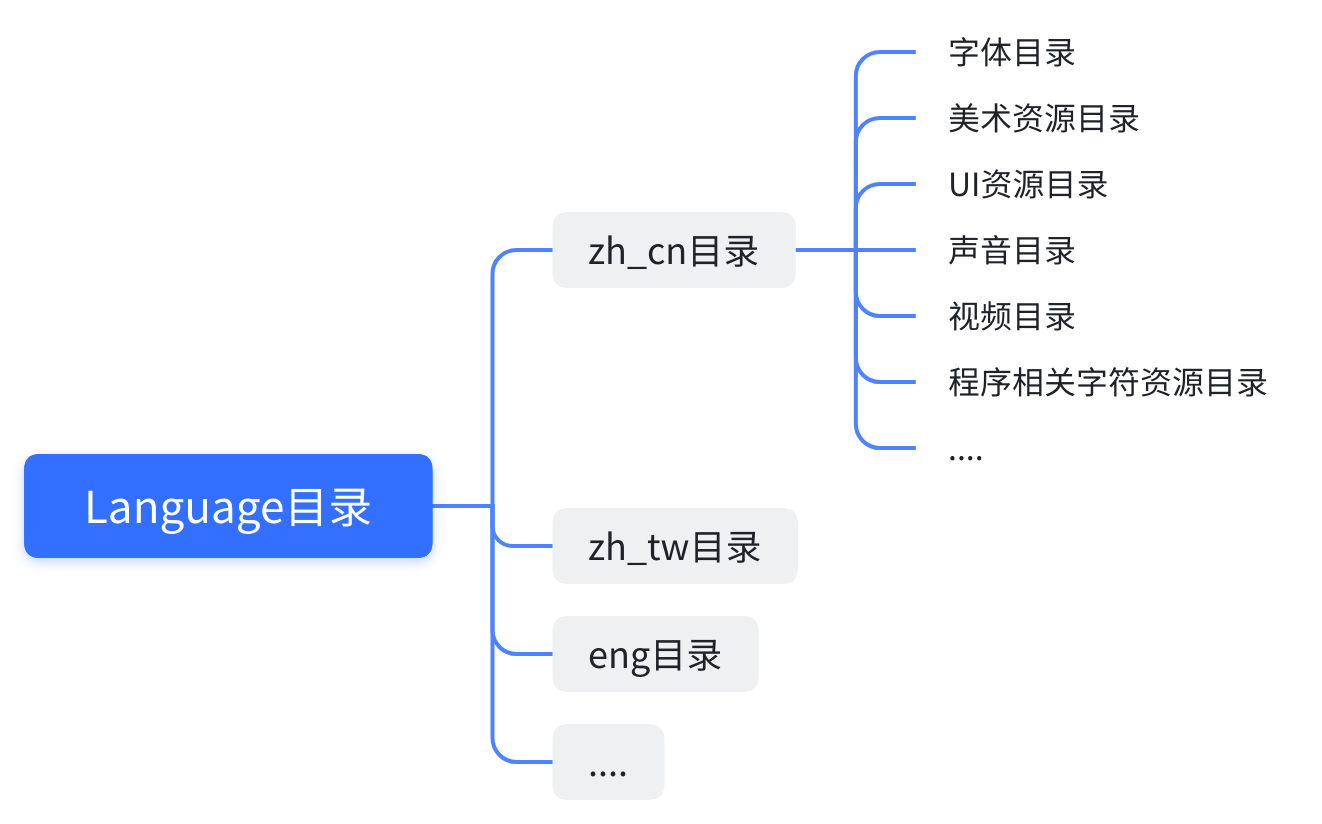 Language目录
zh_cn目录
字体目录
美术资源目录
UI资源目录
声音目录
视频目录
程序相关字符资源目录
....
zh_tw目录
eng目录
....